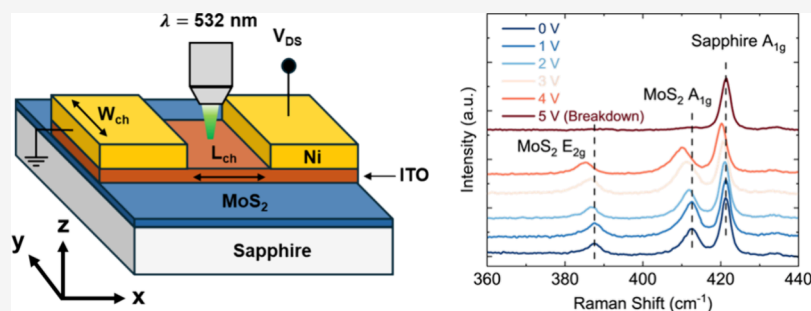 λ = 532 nm
V_DS
W_ch
L_ch
Ni
ITO
MoS₂
Sapphire
z
y
x
0 V
1 V
2 V
3 V
4 V
5 V (Breakdown)
Sapphire A₁g
MoS₂ A₁g
MoS₂ E₂g
Intensity (a.u.)
360 380 400 420 440
Raman Shift (cm⁻¹)